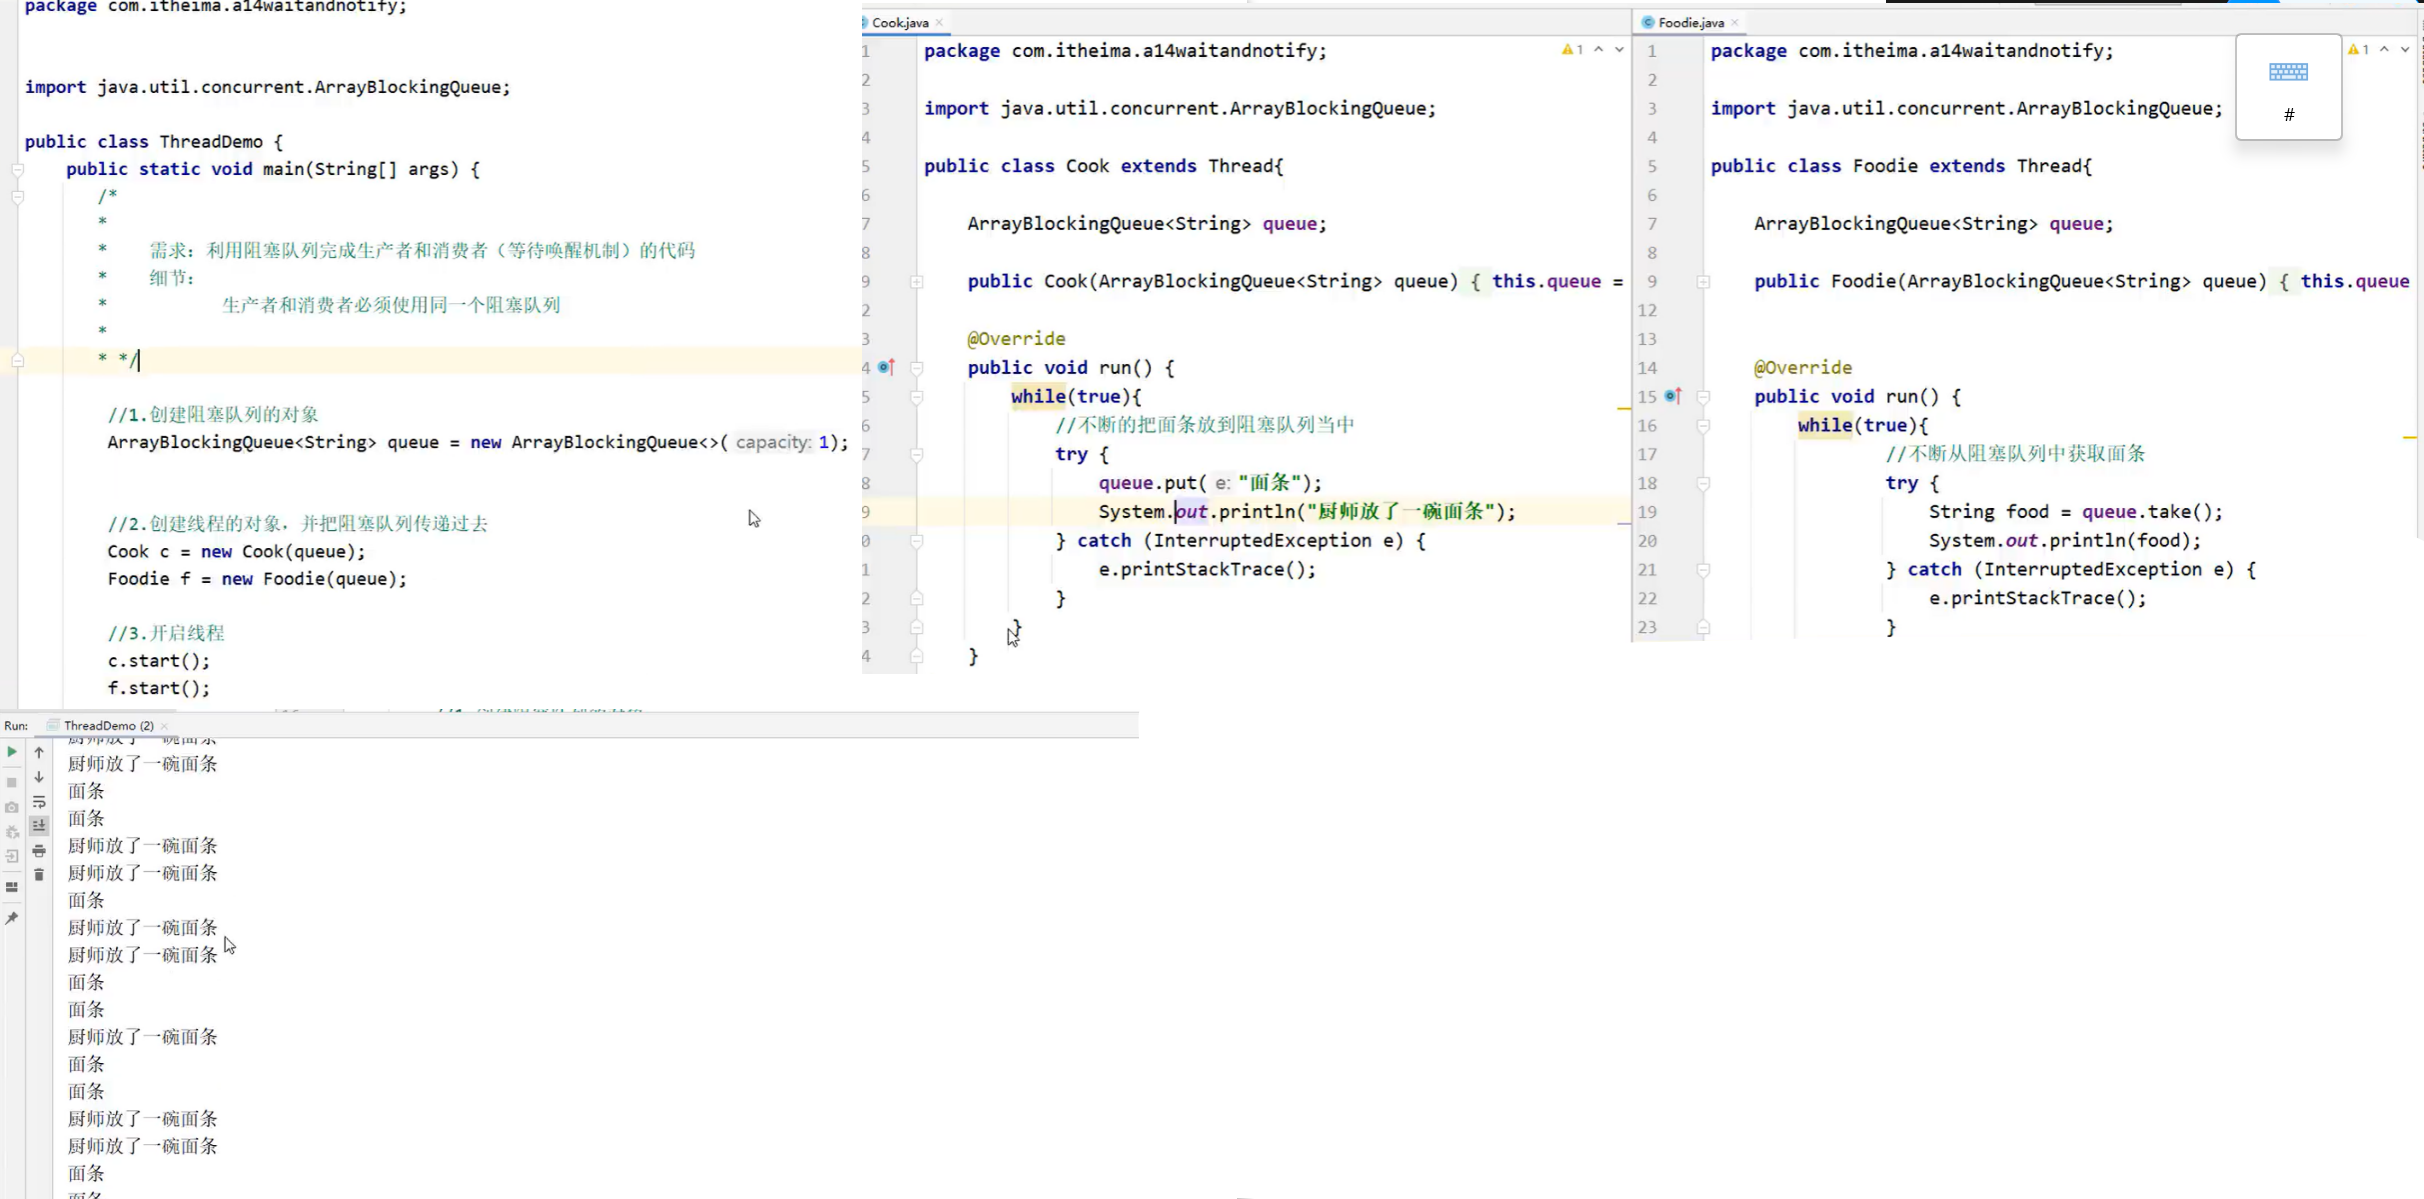 package com.itheima.a14waitandnotify;
import java.util.concurrent.ArrayBlockingQueue;
public class ThreadDemo {
public static void main(String[] args) {
/*
*
* 需求：利用阻塞队列完成生产者和消费者（等待唤醒机制）的代码
* 细节：
* 生产者和消费者必须使用同一个阻塞队列
*
* */
//1.创建阻塞队列的对象
ArrayBlockingQueue<String> queue = new ArrayBlockingQueue<>( capacity: 1);
//2.创建线程的对象，并把阻塞队列传递过去
Cook c = new Cook(queue);
Foodie f = new Foodie(queue);
//3.开启线程
c.start();
f.start();
Cook.java
1 package com.itheima.a14waitandnotify; 1
2
3 import java.util.concurrent.ArrayBlockingQueue;
4
5 public class Cook extends Thread{
6
7 ArrayBlockingQueue<String> queue;
8
9 public Cook(ArrayBlockingQueue<String> queue) { this.queue =
2
3 @Override
4 public void run() {
5 while(true){
6 //不断的把面条放到阻塞队列当中
7 try {
8 queue.put( e: "面条");
9 System.out.println("厨师放了一碗面条");
0 } catch (InterruptedException e) {
1 e.printStackTrace();
2 }
3 }
4 }
Foodie.java
1 package com.itheima.a14waitandnotify; 1
2
3 import java.util.concurrent.ArrayBlockingQueue;
#
4
5 public class Foodie extends Thread{
6
7 ArrayBlockingQueue<String> queue;
8
9 public Foodie(ArrayBlockingQueue<String> queue) { this.queue
12
13
14 @Override
15 public void run() {
16 while(true){
17 //不断从阻塞队列中获取面条
18 try {
19 String food = queue.take();
20 System.out.println(food);
21 } catch (InterruptedException e) {
22 e.printStackTrace();
23 }
Run: ThreadDemo (2)
厨师放了一碗面条
厨师放了一碗面条
面条
面条
厨师放了一碗面条
厨师放了一碗面条
面条
厨师放了一碗面条
厨师放了一碗面条
面条
面条
厨师放了一碗面条
面条
面条
厨师放了一碗面条
厨师放了一碗面条
面条
面条